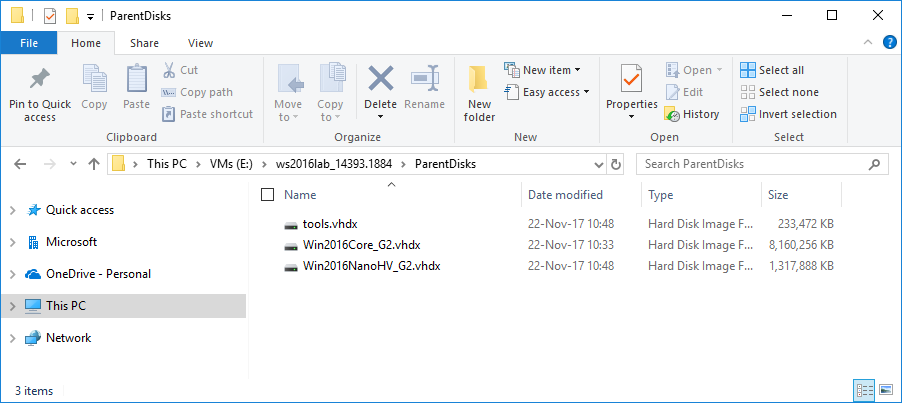 ParentDisks
File Home Share View
Pin to Quick access
Copy
Paste
Cut
Copy path
Paste shortcut
Clipboard
Move to
Copy to
Delete
Rename
Organize
New folder
New item
Easy access
New
Properties
Open
Edit
History
Open
Select all
Select none
Invert selection
Select
This PC VMs (E:) ws2016lab_14393.1884 ParentDisks
Search ParentDisks
Quick access
Microsoft
OneDrive - Personal
This PC
Network
Name Date modified Type Size
tools.vhdx 22-Nov-17 10:48 Hard Disk Image F... 233,472 KB
Win2016Core_G2.vhdx 22-Nov-17 10:33 Hard Disk Image F... 8,160,256 KB
Win2016NanoHV_G2.vhdx 22-Nov-17 10:48 Hard Disk Image F... 1,317,888 KB
3 items